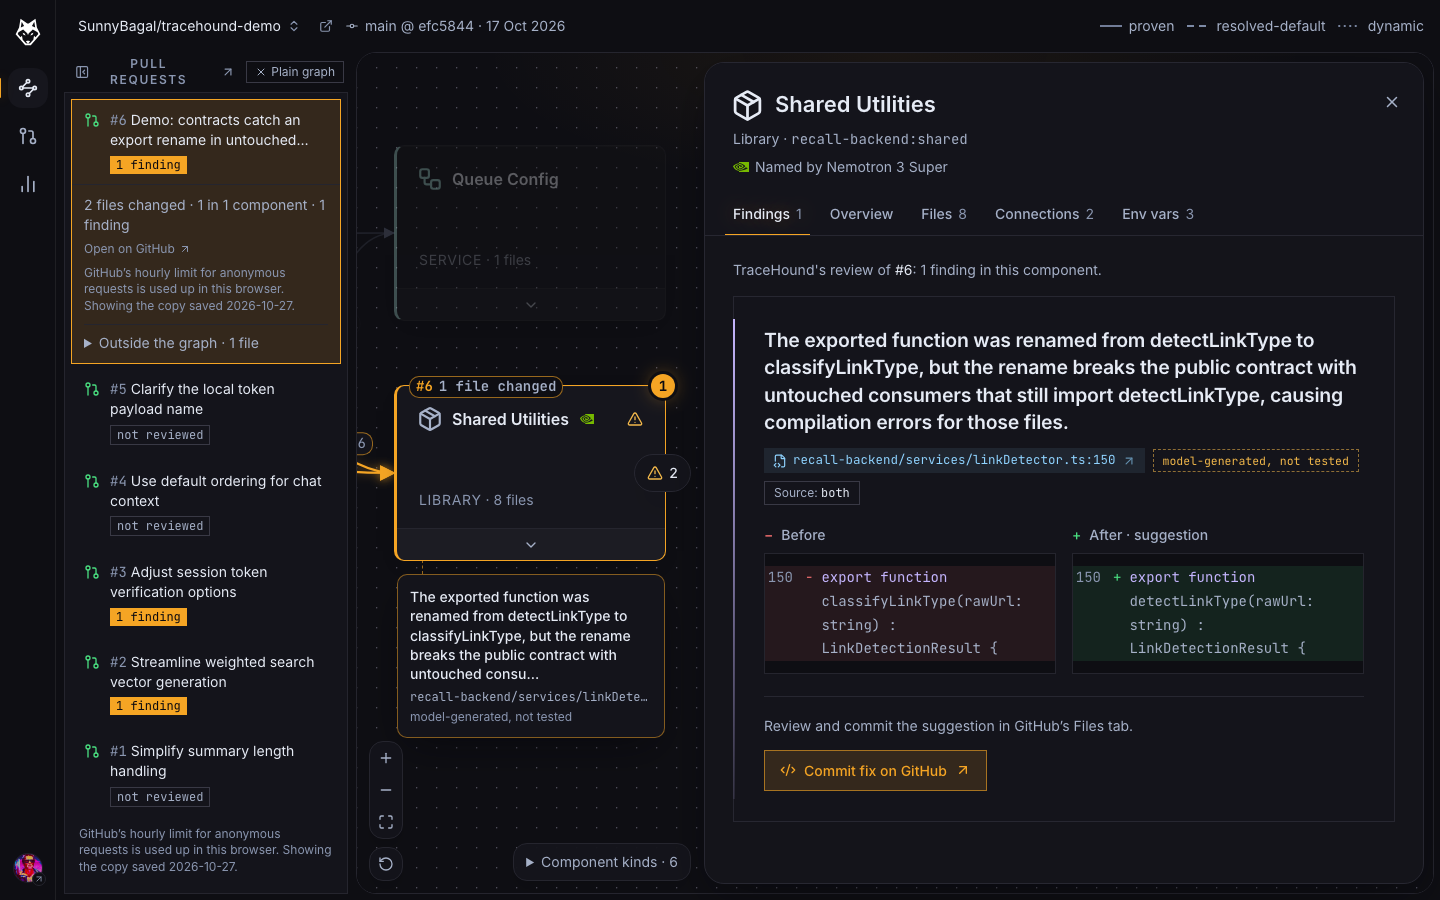 SunnyBagal/tracehound-demo
main @ efc5844 · 17 Oct 2026
proven
resolved-default
dynamic
PULL
REQUESTS
Plain graph
#6 Demo: contracts catch an
export rename in untouched…
1 finding
2 files changed · 1 in 1 component · 1
finding
Open on GitHub
GitHub's hourly limit for anonymous
requests is used up in this browser.
Showing the copy saved 2026-10-27.
Outside the graph · 1 file
#5 Clarify the local token
payload name
not reviewed
#4 Use default ordering for chat
context
not reviewed
#3 Adjust session token
verification options
1 finding
#2 Streamline weighted search
vector generation
1 finding
#1 Simplify summary length
handling
not reviewed
GitHub's hourly limit for anonymous
requests is used up in this browser. Showing
the copy saved 2026-10-27.
Queue Config
SERVICE · 1 files
#6 1 file changed
1
Shared Utilities
6
2
LIBRARY · 8 files
The exported function was
renamed from detectLinkType to
classifyLinkType, but the rename
breaks the public contract with
untouched consu…
recall-backend/services/linkDete…
model-generated, not tested
Component kinds · 6
Shared Utilities
Library · recall-backend:shared
Named by Nemotron 3 Super
Findings 1
Overview
Files 8
Connections 2
Env vars 3
TraceHound's review of #6: 1 finding in this component.
The exported function was renamed from detectLinkType to
classifyLinkType, but the rename breaks the public contract with
untouched consumers that still import detectLinkType, causing
compilation errors for those files.
recall-backend/services/linkDetector.ts:150
model-generated, not tested
Source: both
− Before
150 - export function
classifyLinkType(rawUrl:
string) :
LinkDetectionResult {
+ After · suggestion
150 + export function
detectLinkType(rawUrl:
string) :
LinkDetectionResult {
Review and commit the suggestion in GitHub's Files tab.
Commit fix on GitHub